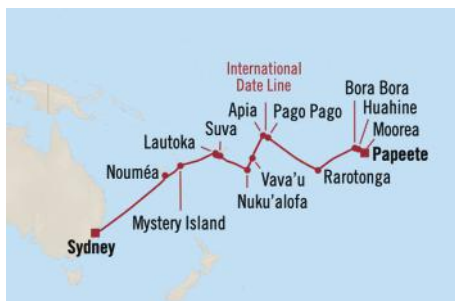 International
Date Line
Bora Bora
Huahine
Apia
Pago Pago
Moorea
Suva
Papeete
Lautoka
Nouméa
Vava'u
Rarotonga
Nuku'alofa
Mystery Island
Sydney